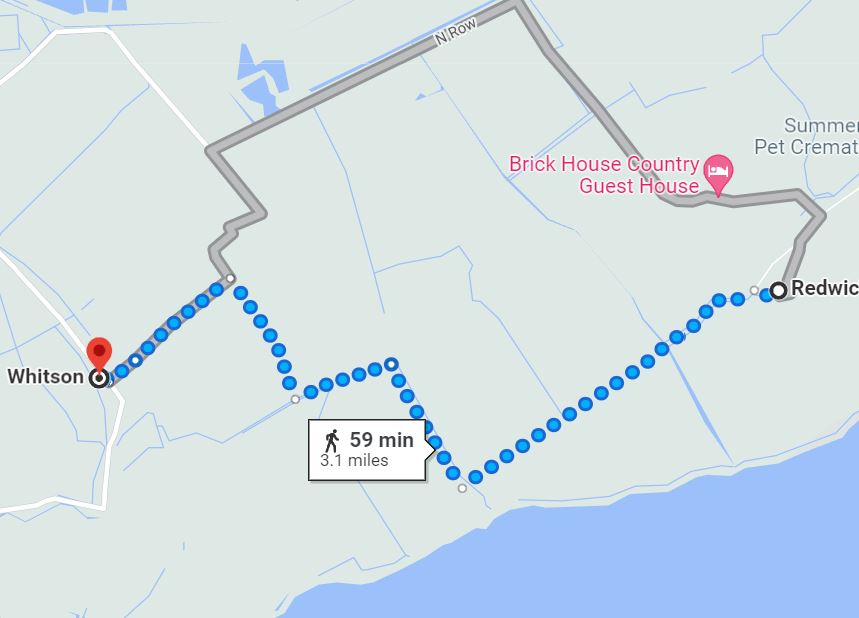 N Row
Summer
Pet Cremat
Brick House Country
Guest House
Redwic
Whitson
59 min
3.1 miles